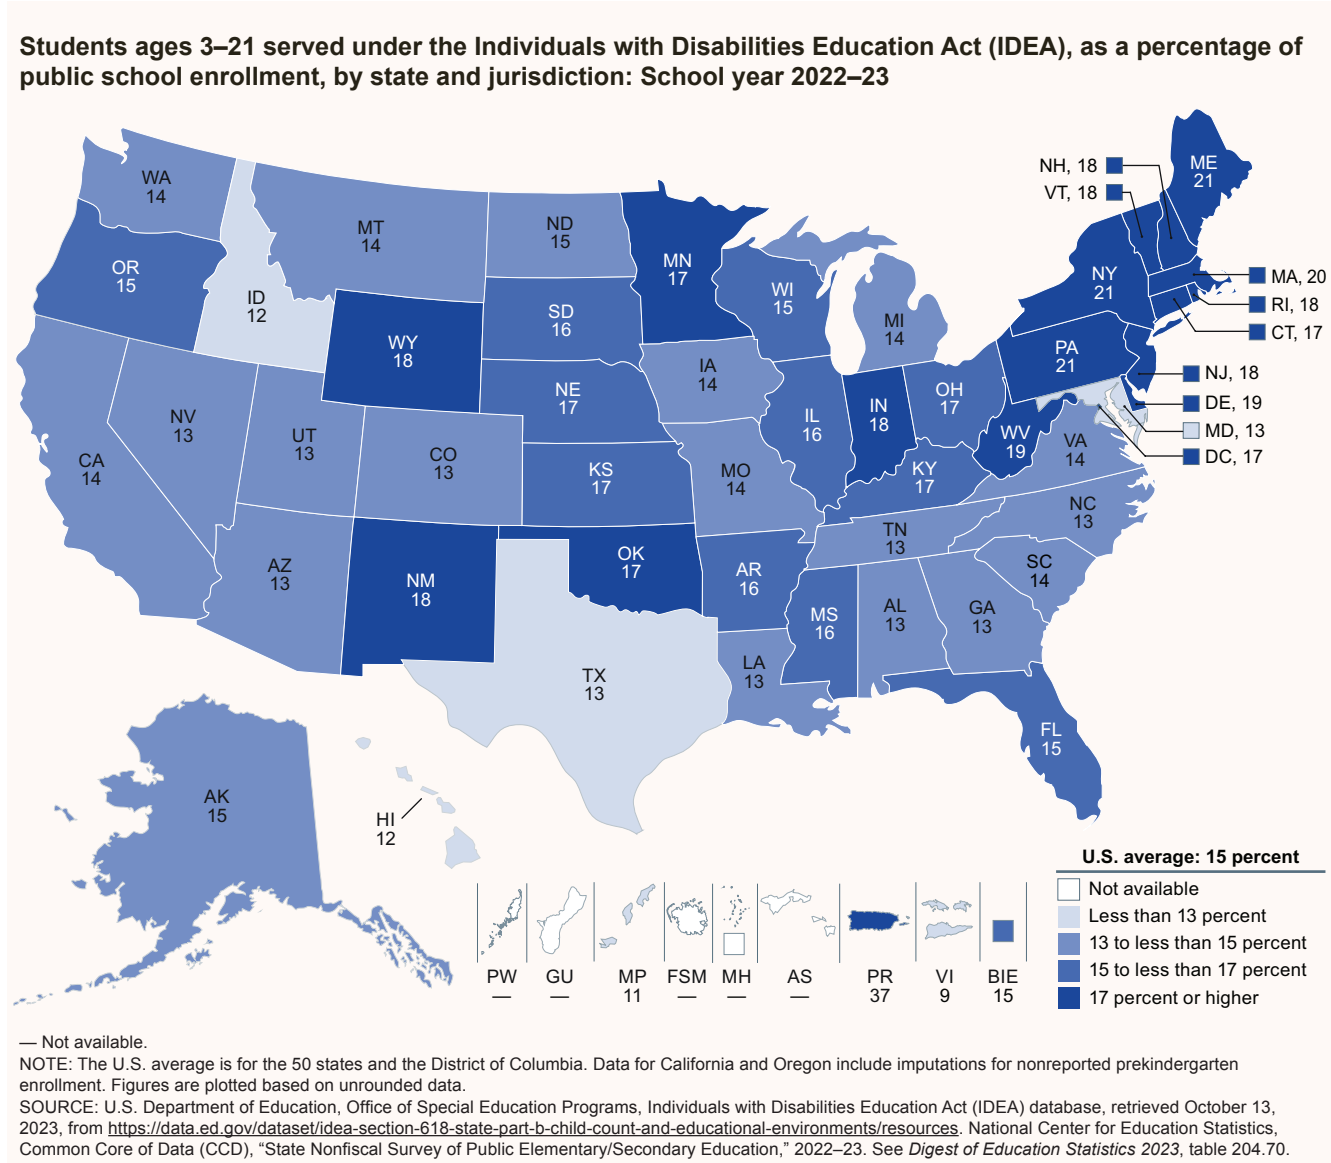 Students ages 3–21 served under the Individuals with Disabilities Education Act (IDEA), as a percentage of
public school enrollment, by state and jurisdiction: School year 2022–23
NH, 18
VT, 18
ME
21
WA
14
MT
14
ND
15
MN
17
OR
15
ID
12
WY
18
SD
16
WI
15
MI
14
NY
21
MA, 20
RI, 18
CT, 17
PA
21
NJ, 18
DE, 19
MD, 13
DC, 17
IA
14
NE
17
NV
13
UT
13
CO
13
CA
14
KS
17
MO
14
IL
16
IN
18
OH
17
WV
19
VA
14
KY
17
NC
13
TN
13
SC
14
AZ
13
NM
18
OK
17
AR
16
MS
16
AL
13
GA
13
LA
13
TX
13
FL
15
AK
15
HI
12
U.S. average: 15 percent
Not available
Less than 13 percent
13 to less than 15 percent
15 to less than 17 percent
17 percent or higher
PW
—
GU
—
MP
11
FSM
—
MH
—
AS
—
PR
37
VI
9
BIE
15
— Not available.
NOTE: The U.S. average is for the 50 states and the District of Columbia. Data for California and Oregon include imputations for nonreported prekindergarten
enrollment. Figures are plotted based on unrounded data.
SOURCE: U.S. Department of Education, Office of Special Education Programs, Individuals with Disabilities Education Act (IDEA) database, retrieved October 13,
2023, from https://data.ed.gov/dataset/idea-section-618-state-part-b-child-count-and-educational-environments/resources. National Center for Education Statistics,
Common Core of Data (CCD), “State Nonfiscal Survey of Public Elementary/Secondary Education,” 2022–23. See Digest of Education Statistics 2023, table 204.70.